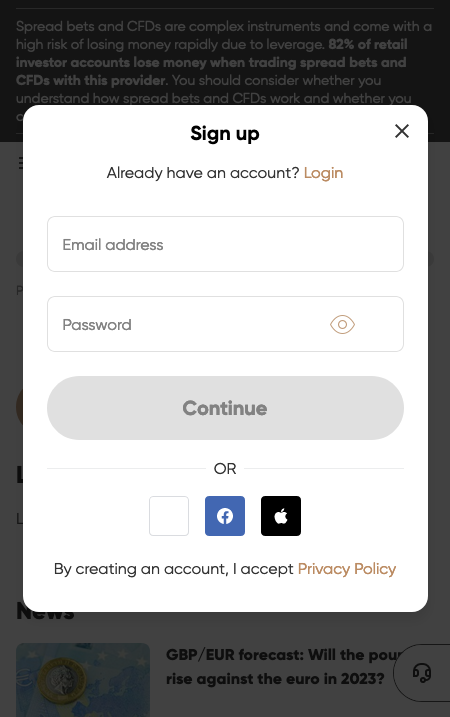 Spread bets and CFDs are complex instruments and come with a
high risk of losing money rapidly due to leverage. 82% of retail
investor accounts lose money when trading spread bets and
CFDs with this provider. You should consider whether you
understand how spread bets and CFDs work and whether you
Sign up
Already have an account? Login
Email address
Password
Continue
OR
By creating an account, I accept Privacy Policy
News
GBP/EUR forecast: Will the
rise against the euro in 2023?